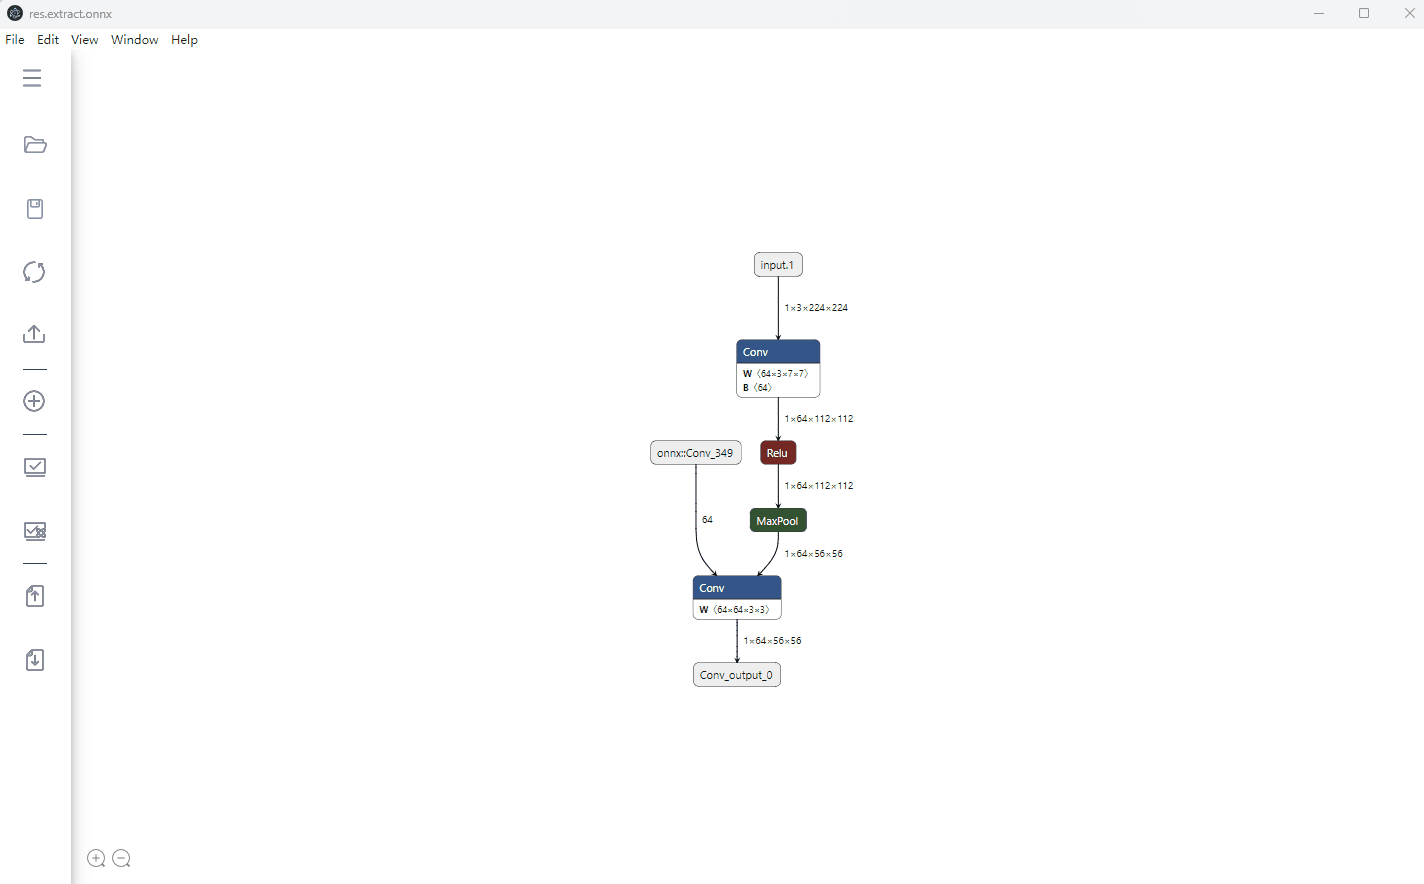 res.extract.onnx
File Edit View Window Help
input.1
1×3×224×224
Conv
W 〈64×3×7×7〉
B 〈64〉
1×64×112×112
onnx::Conv_349
Relu
1×64×112×112
64
MaxPool
1×64×56×56
Conv
W 〈64×64×3×3〉
1×64×56×56
Conv_output_0